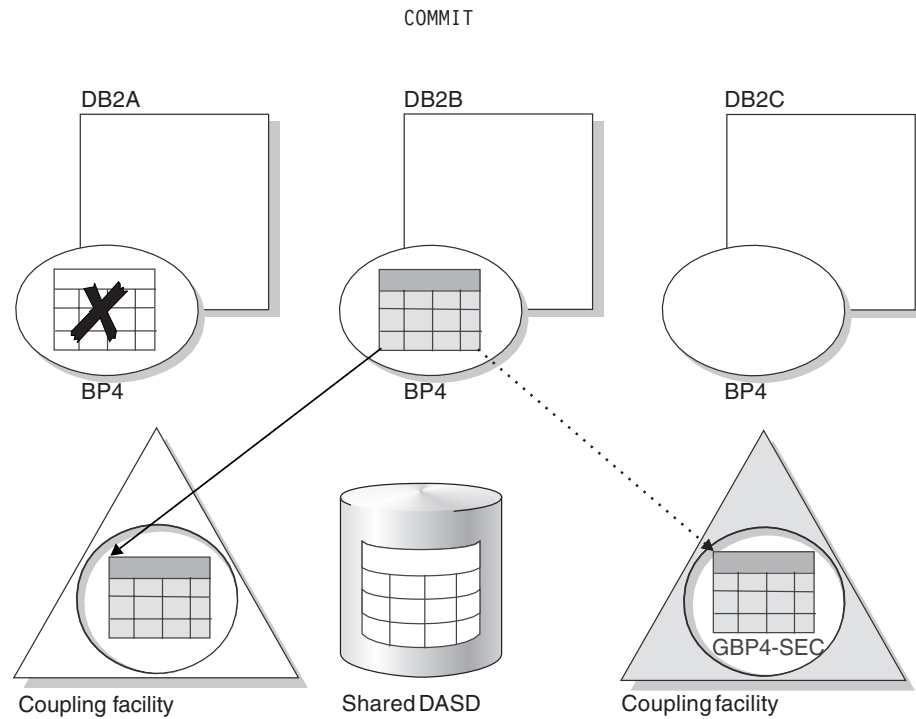 COMMIT
DB2A
DB2B
DB2C
BP4
BP4
BP4
GBP4-SEC
Coupling facility
Shared DASD
Coupling facility